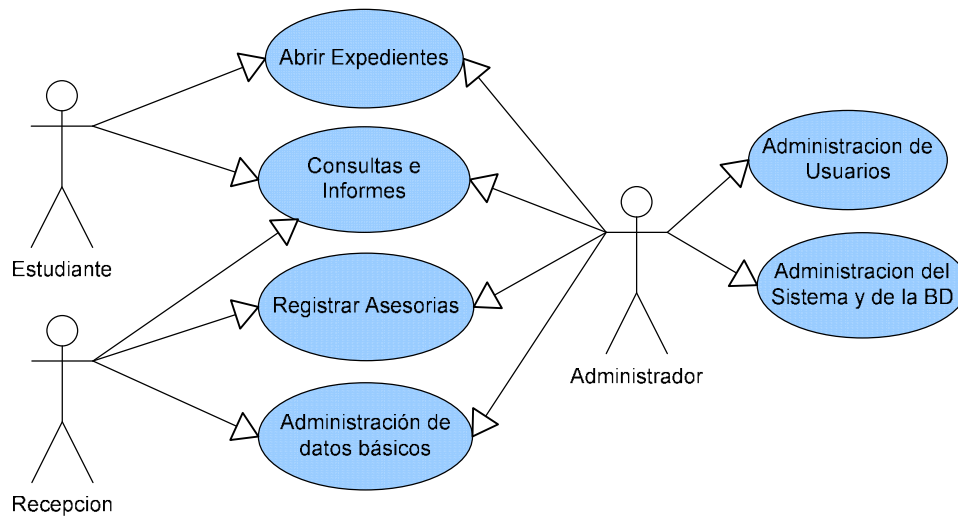 Abrir Expedientes
Consultas e
Informes
Estudiante
Registrar Asesorias
Administración de
datos básicos
Recepcion
Administrador
Administracion de
Usuarios
Administracion del
Sistema y de la BD